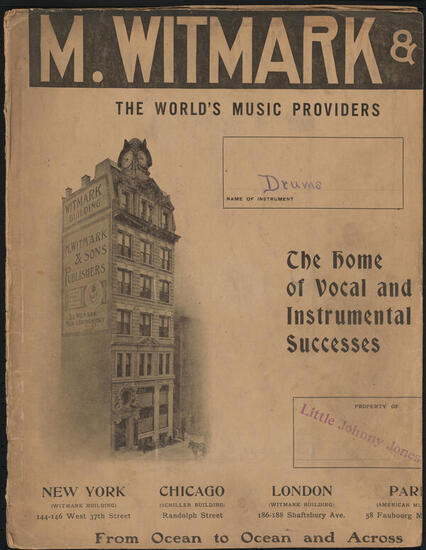 M. WITMARK &
THE WORLD'S MUSIC PROVIDERS
Drums
NAME OF INSTRUMENT
WITMARK
BUILDING
M. WITMARK
& SONS
PUBLISHERS
The Home
of Vocal and
Instrumental
Successes
PROPERTY OF
Little Johnny Jones
NEW YORK
(WITMARK BUILDING)
144-146 West 37th Street
CHICAGO
(SCHILLER BUILDING)
Randolph Street
LONDON
(WITMARK BUILDING)
186-188 Shaftsbury Ave.
PARI
(AMERICAN M
58 Faubourg M
From Ocean to Ocean and Across